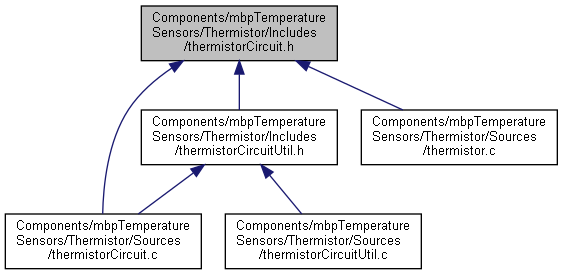 Components/mbpTemperature
Sensors/Thermistor/Includes
/thermistorCircuit.h
Components/mbpTemperature
Sensors/Thermistor/Includes
/thermistorCircuitUtil.h
Components/mbpTemperature
Sensors/Thermistor/Sources
/thermistor.c
Components/mbpTemperature
Sensors/Thermistor/Sources
/thermistorCircuit.c
Components/mbpTemperature
Sensors/Thermistor/Sources
/thermistorCircuitUtil.c